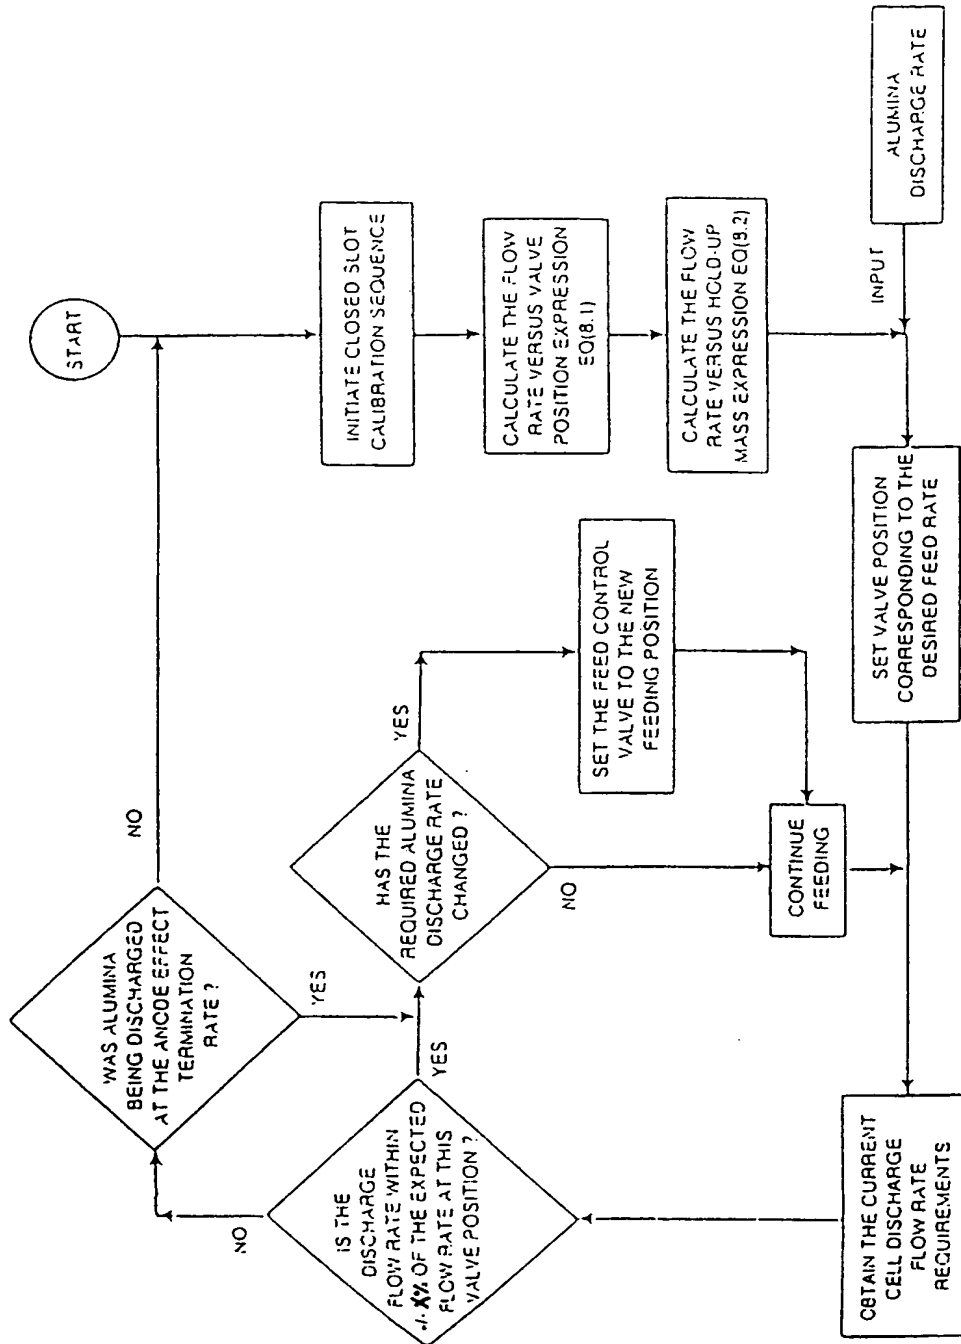 START
INITIATE CLOSED SLOT
CALIBRATION SEQUENCE
CALCULATE THE FLOW
RATE VERSUS VALVE
POSITION EXPRESSION
EQ(8.1)
CALCULATE THE FLOW
RATE VERSUS HOLD-UP
MASS EXPRESSION EQ(8.2)
INPUT
ALUMINA
DISCHARGE RATE
SET VALVE POSITION
CORRESPONDING TO THE
DESIRED FEED RATE
OBTAIN THE CURRENT
CELL DISCHARGE
FLOW RATE
REQUIREMENTS
IS THE
DISCHARGE
FLOW RATE WITHIN
+/-X% OF THE EXPECTED
FLOW RATE AT THIS
VALVE POSITION ?
NO
YES
WAS ALUMINA
BEING DISCHARGED
AT THE ANODE EFFECT
TERMINATION
RATE ?
NO
YES
HAS THE
REQUIRED ALUMINA
DISCHARGE RATE
CHANGED ?
YES
NO
SET THE FEED CONTROL
VALVE TO THE NEW
FEEDING POSITION
CONTINUE
FEEDING